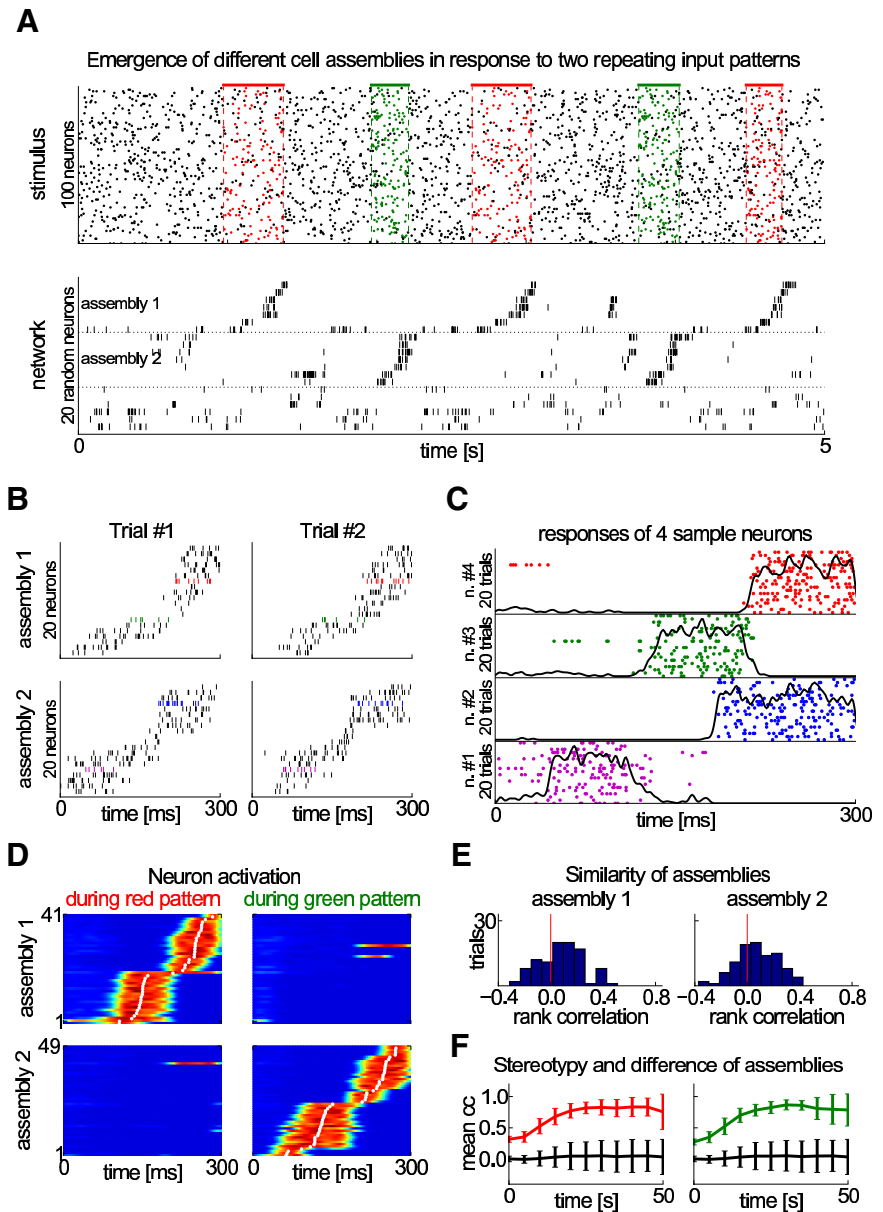 A
Emergence of different cell assemblies in response to two repeating input patterns
stimulus
100 neurons
network
20 random neurons
assembly 1
assembly 2
0
5
time [s]
B
Trial #1
Trial #2
assembly 1
20 neurons
assembly 2
20 neurons
0
300
0
300
time [ms]
time [ms]
C
responses of 4 sample neurons
n. #4
20 trials
n. #3
20 trials
n. #2
20 trials
n. #1
20 trials
0
300
time [ms]
D
Neuron activation
during red pattern
during green pattern
assembly 1
41
1
assembly 2
49
1
0
300
0
300
time [ms]
time [ms]
E
Similarity of assemblies
assembly 1
assembly 2
trials
30
−0.4 0.0 0.4 0.8
−0.4 0.0 0.4 0.8
rank correlation
rank correlation
F
Stereotypy and difference of assemblies
mean cc
1.0
0.5
0.0
0
50
0
50
time [s]
time [s]